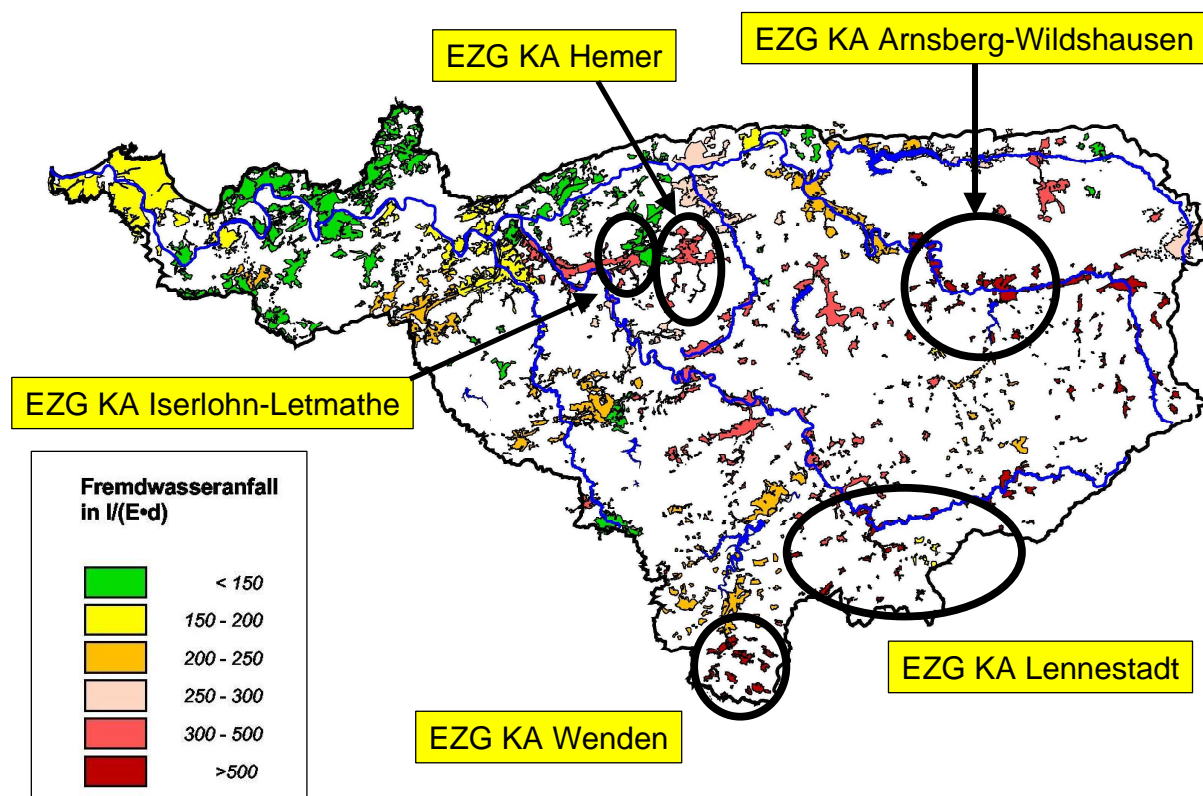 EZG KA Arnsberg-Wildshausen
EZG KA Hemer
EZG KA Iserlohn-Letmathe
Fremdwasseranfall
in l/(E•d)
< 150
150 - 200
200 - 250
250 - 300
300 - 500
>500
EZG KA Lennestadt
EZG KA Wenden